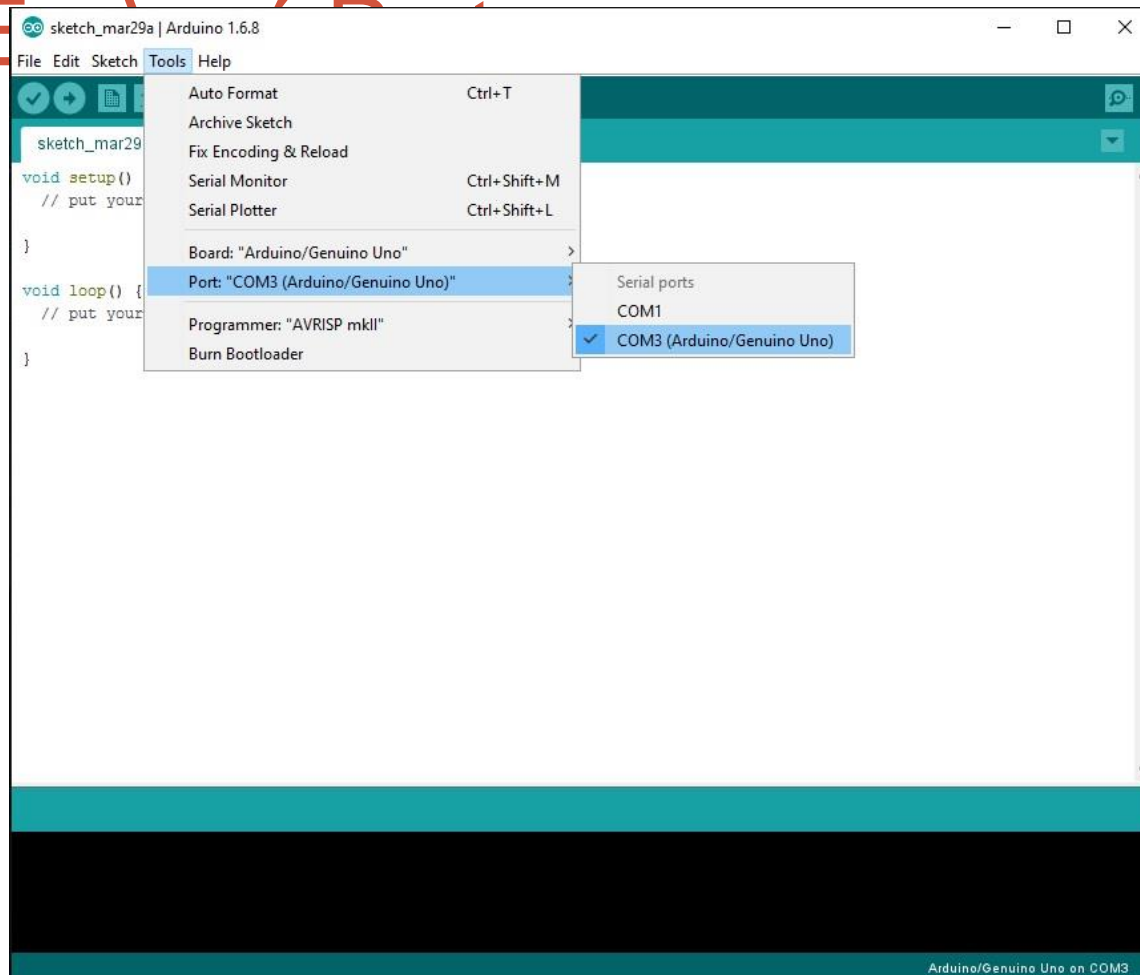 sketch_mar29a | Arduino 1.6.8
File Edit Sketch Tools Help
Auto Format Ctrl+T
Archive Sketch
sketch_mar29
Fix Encoding & Reload
void setup()
Serial Monitor Ctrl+Shift+M
// put your
Serial Plotter Ctrl+Shift+L
}
Board: "Arduino/Genuino Uno"
Port: "COM3 (Arduino/Genuino Uno)"
Serial ports
void loop() {
COM1
// put your
Programmer: "AVRISP mkII"
COM3 (Arduino/Genuino Uno)
Burn Bootloader
}
Arduino/Genuino Uno on COM3